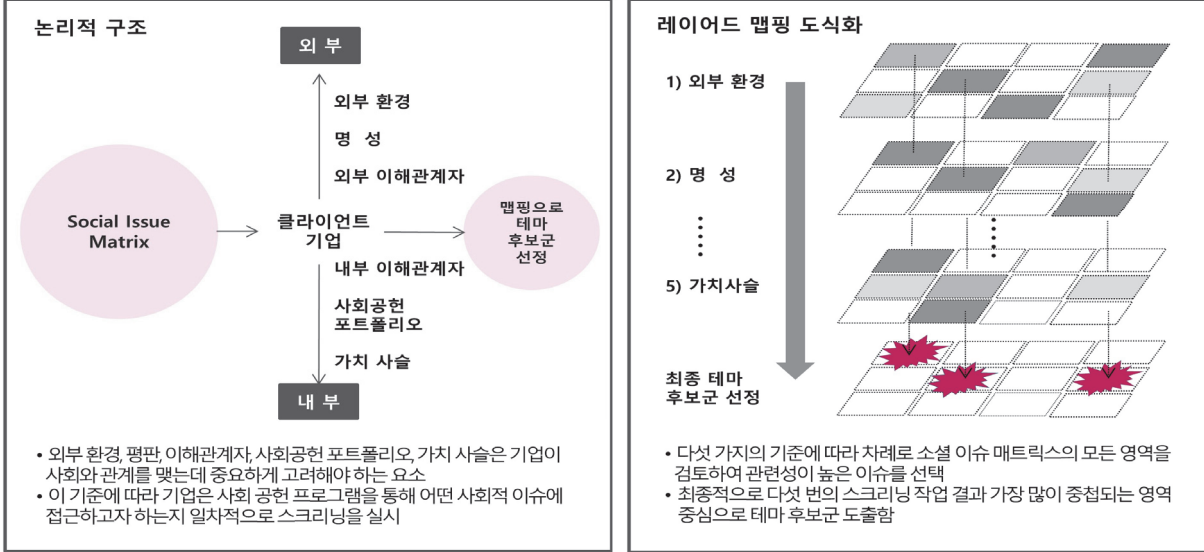 논리적 구조
외 부
외부 환경
명 성
외부 이해관계자
Social Issue
Matrix
클라이언트
기업
맵핑으로
테마
후보군
선정
내부 이해관계자
사회공헌
포트폴리오
가치 사슬
내 부
• 외부 환경, 평판, 이해관계자, 사회공헌 포트폴리오, 가치 사슬은 기업이
사회와 관계를 맺는데 중요하게 고려해야 하는 요소
• 이 기준에 따라 기업은 사회 공헌 프로그램을 통해 어떤 사회적 이슈에
접근하고자 하는지 일차적으로 스크리닝을 실시
레이어드 맵핑 도식화
1) 외부 환경
2) 명 성
5) 가치사슬
최종 테마
후보군 선정
• 다섯 가지의 기준에 따라 차례로 소셜 이슈 매트릭스의 모든 영역을
검토하여 관련성이 높은 이슈를 선택
• 최종적으로 다섯 번의 스크리닝 작업 결과 가장 많이 중첩되는 영역
중심으로 테마 후보군 도출함